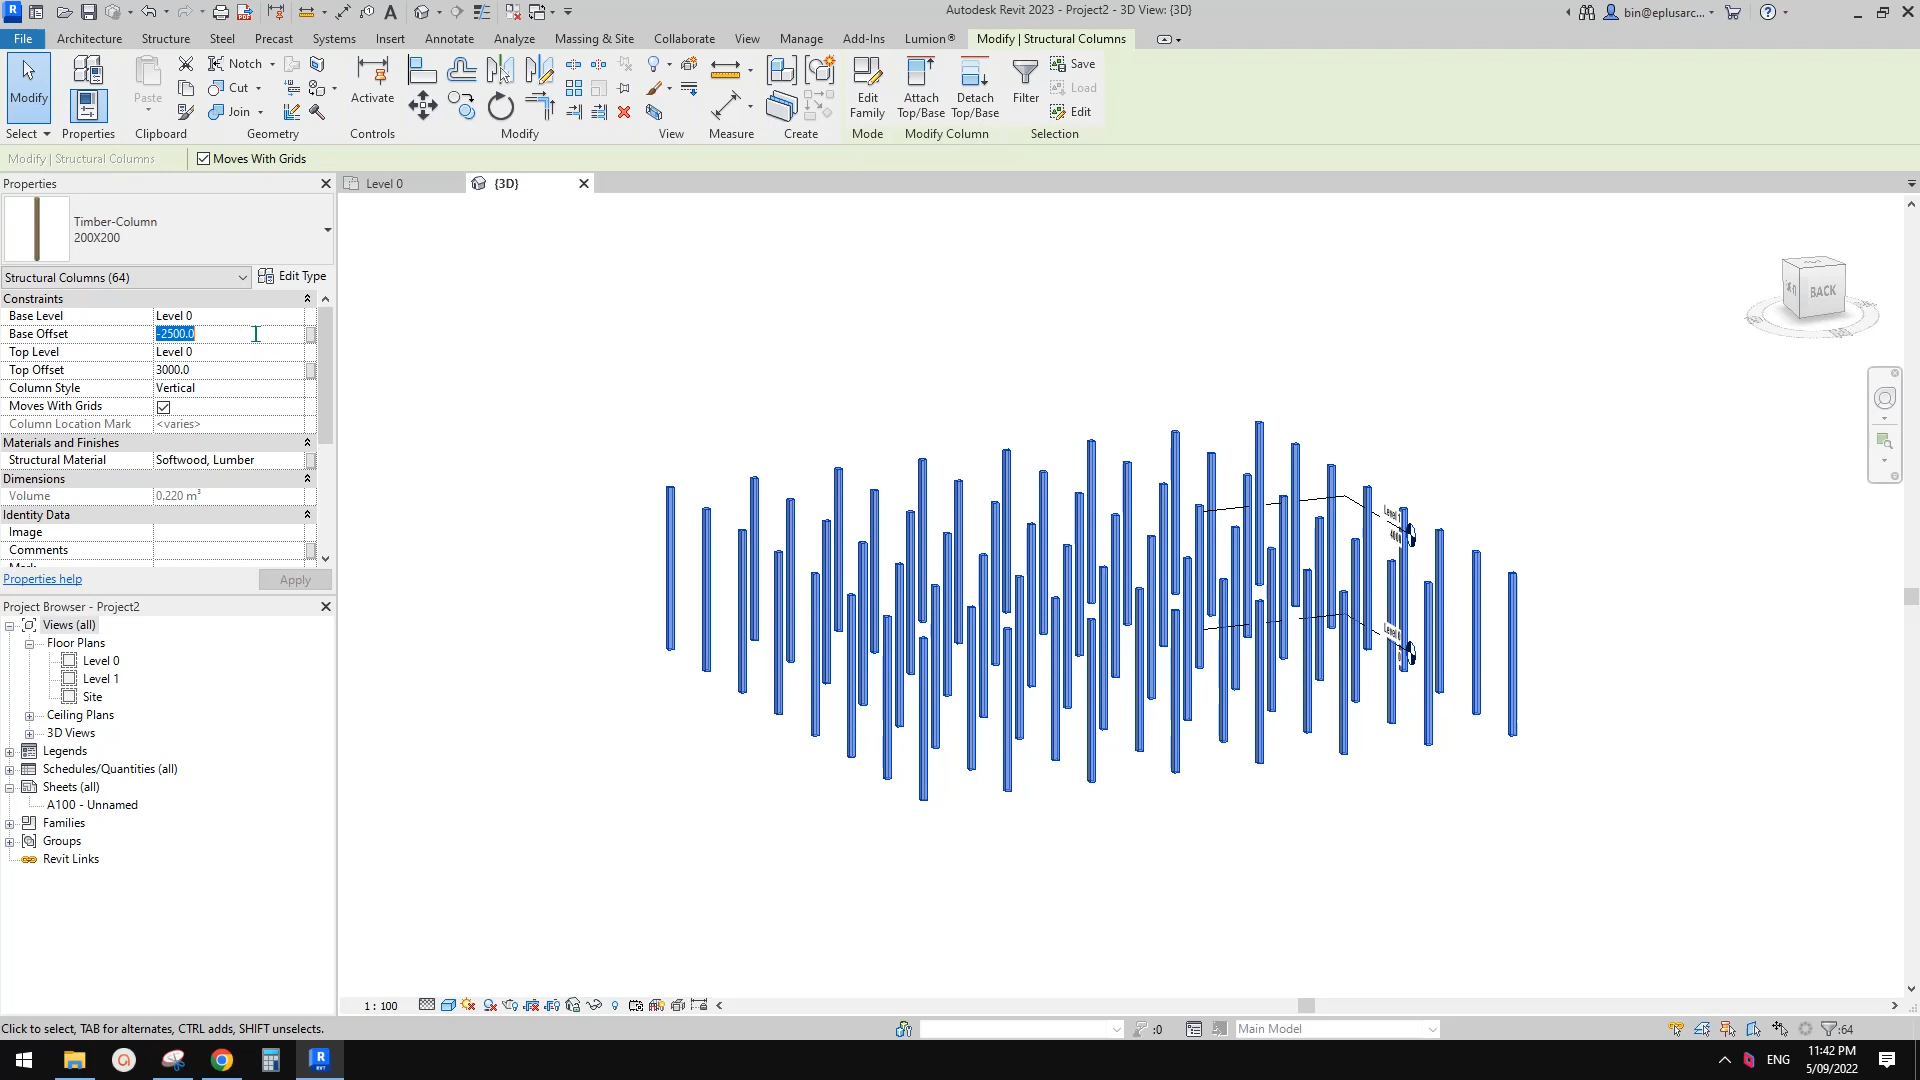 Autodesk Revit 2023 - Project2 - 3D View: {3D}
bin@eplusarc...
File Architecture Structure Steel Precast Systems Insert Annotate Analyze Massing & Site Collaborate View Manage Add-Ins Lumion® Modify | Structural Columns
Modify
Paste
Notch
Cut
Join
Activate
Edit
Family
Attach
Top/Base
Detach
Top/Base
Filter
Save
Load
Edit
Select Properties Clipboard Geometry Controls Modify View Measure Create Mode Modify Column Selection
Modify | Structural Columns Moves With Grids
Properties
Level 0
{3D}
Timber-Column
200X200
Structural Columns (64) Edit Type
Constraints
Base Level Level 0
Base Offset -2500.0
Top Level Level 0
Top Offset 3000.0
Column Style Vertical
Moves With Grids
Column Location Mark <varies>
Materials and Finishes
Structural Material Softwood, Lumber
Dimensions
Volume 0.220 m³
Identity Data
Image
Comments
Mark
Properties help Apply
Project Browser - Project2
Views (all)
Floor Plans
Level 0
Level 1
Site
Ceiling Plans
3D Views
Legends
Schedules/Quantities (all)
Sheets (all)
A100 - Unnamed
Families
Groups
Revit Links
BACK
Level 1
4000
Level 0
0
1 : 100
Click to select, TAB for alternates, CTRL adds, SHIFT unselects.
:0
Main Model
:64
ENG
11:42 PM
5/09/2022